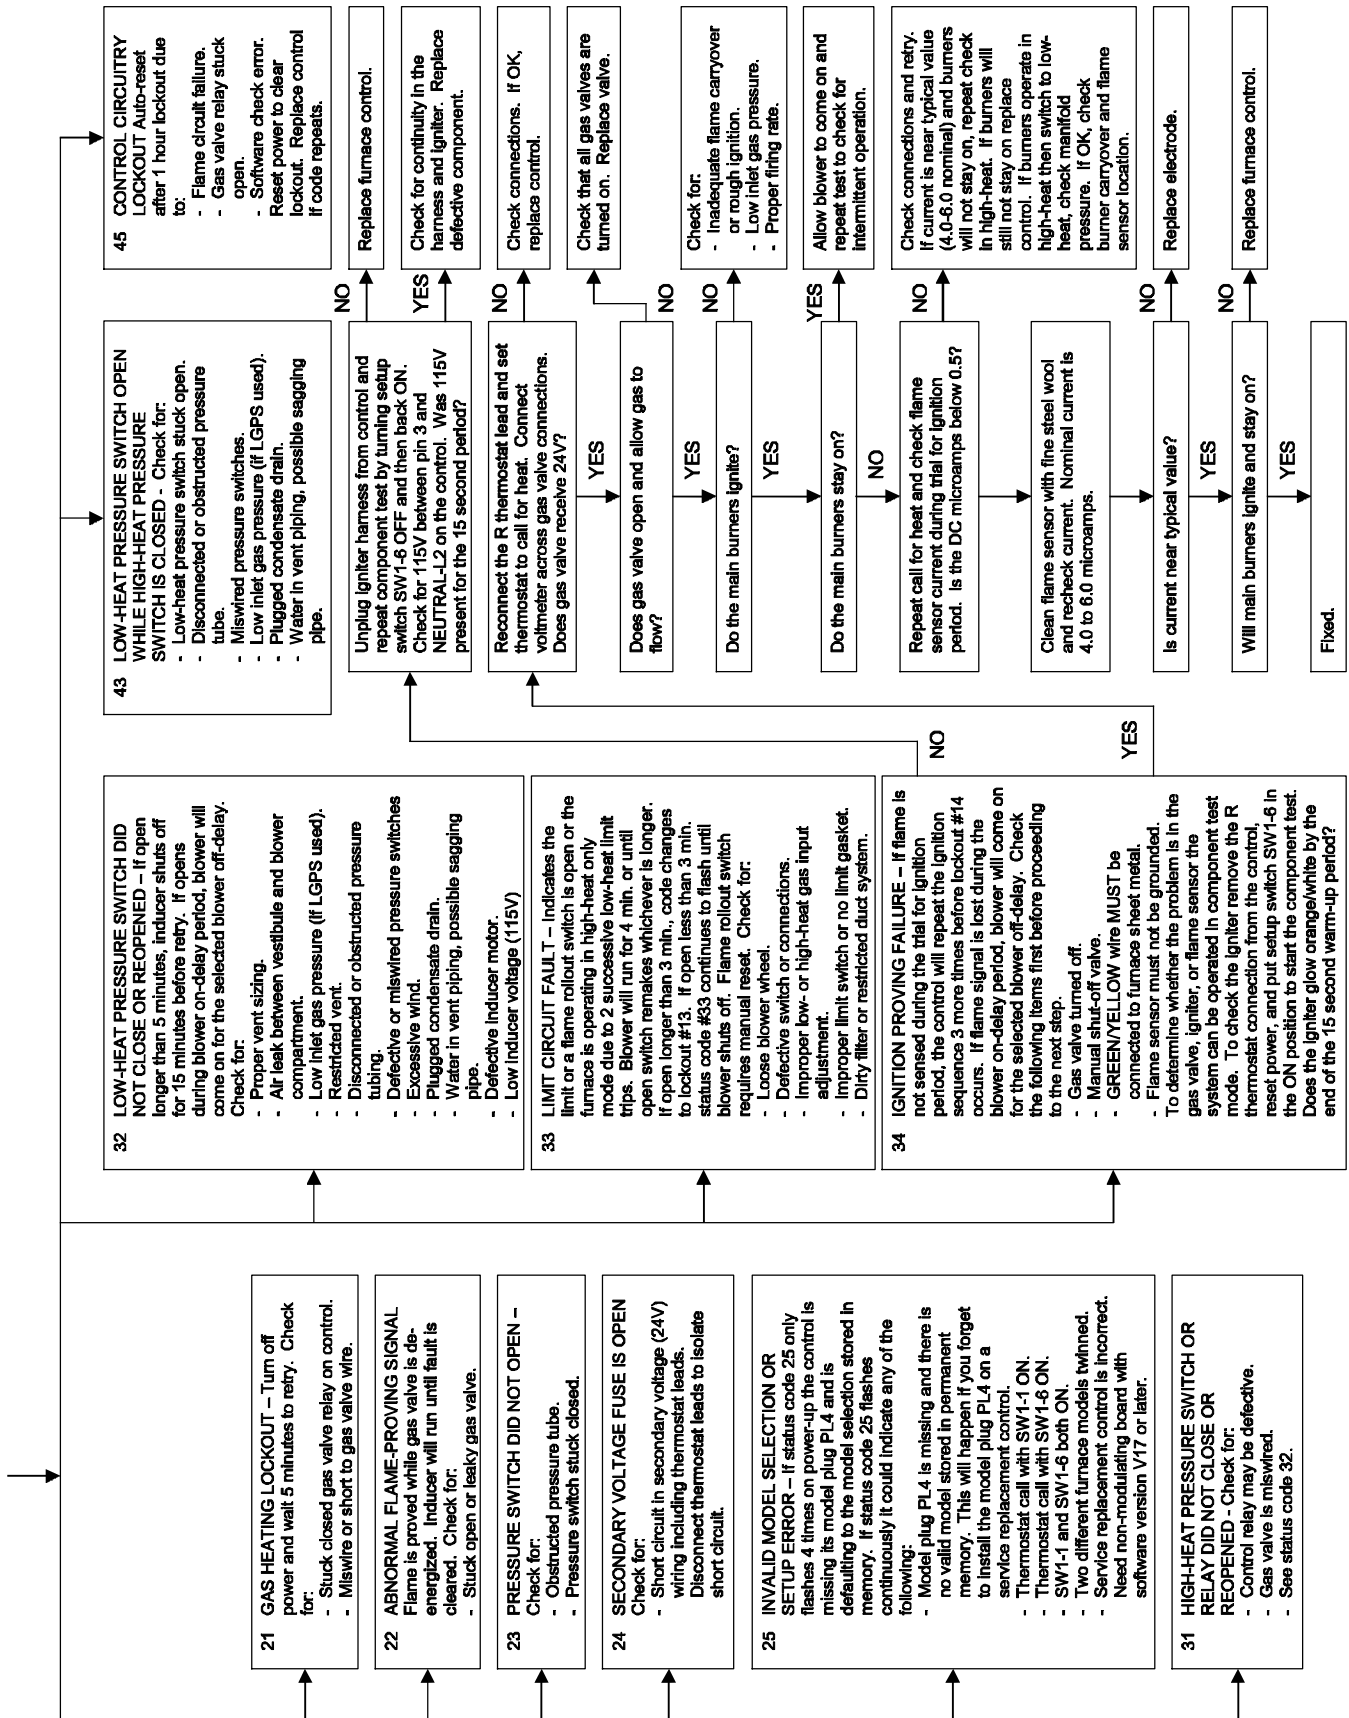 21 GAS HEATING LOCKOUT – Turn off
power and wait 5 minutes to retry. Check
for:
- Stuck closed gas valve relay on control.
- Miswire or short to gas valve wire.
22 ABNORMAL FLAME-PROVING SIGNAL
Flame is proved while gas valve is de-
energized. Inducer will run until fault is
cleared. Check for:
- Stuck open or leaky gas valve.
23 PRESSURE SWITCH DID NOT OPEN –
Check for:
- Obstructed pressure tube.
- Pressure switch stuck closed.
24 SECONDARY VOLTAGE FUSE IS OPEN
Check for:
- Short circuit in secondary voltage (24V)
wiring including thermostat leads.
Disconnect thermostat leads to isolate
short circuit.
25 INVALID MODEL SELECTION OR
SETUP ERROR – If status code 25 only
flashes 4 times on power-up the control is
missing its model plug PL4 and is
defaulting to the model selection stored in
memory. If status code 25 flashes
continuously it could indicate any of the
following:
- Model plug PL4 is missing and there is
no valid model stored in permanent
memory. This will happen if you forget
to install the model plug PL4 on a
service replacement control.
- Thermostat call with SW1-1 ON.
- Thermostat call with SW1-6 ON.
- SW1-1 and SW1-6 both ON.
- Two different furnace models twinned.
- Service replacement control is incorrect.
Need non-modulating board with
software version V17 or later.
31 HIGH-HEAT PRESSURE SWITCH OR
RELAY DID NOT CLOSE OR
REOPENED - Check for:
- Control relay may be defective.
- Gas valve is miswired.
- See status code 32.
32 LOW-HEAT PRESSURE SWITCH DID
NOT CLOSE OR REOPENED – If open
longer than 5 minutes, inducer shuts off
for 15 minutes before retry. If opens
during blower on-delay period, blower will
come on for the selected blower off-delay.
Check for:
- Proper vent sizing.
- Air leak between vestibule and blower
compartment.
- Low inlet gas pressure (if LGPS used).
- Restricted vent.
- Disconnected or obstructed pressure
tubing.
- Defective or miswired pressure switches
- Excessive wind.
- Plugged condensate drain.
- Water in vent piping, possible sagging
pipe.
- Defective inducer motor.
- Low inducer voltage (115V)
33 LIMIT CIRCUIT FAULT – Indicates the
limit or a flame rollout switch is open or the
furnace is operating in high-heat only
mode due to 2 successive low-heat limit
trips. Blower will run for 4 min. or until
open switch remakes whichever is longer.
If open longer than 3 min., code changes
to lockout #13. If open less than 3 min.
status code #33 continues to flash until
blower shuts off. Flame rollout switch
requires manual reset. Check for:
- Loose blower wheel.
- Defective switch or connections.
- Improper low- or high-heat gas input
adjustment.
- Improper limit switch or no limit gasket.
- Dirty filter or restricted duct system.
34 IGNITION PROVING FAILURE – If flame is
not sensed during the trial for ignition
period, the control will repeat the ignition
sequence 3 more times before lockout #14
occurs. If flame signal is lost during the
blower on-delay period, blower will come on
for the selected blower off-delay. Check
the following items first before proceeding
to the next step.
- Gas valve turned off.
- Manual shut-off valve.
- GREEN/YELLOW wire MUST be
connected to furnace sheet metal.
- Flame sensor must not be grounded.
To determine whether the problem is in the
gas valve, igniter, or flame sensor the
system can be operated in component test
mode. To check the igniter remove the R
thermostat connection from the control,
reset power, and put setup switch SW1-6 in
the ON position to start the component test.
Does the igniter glow orange/white by the
end of the 15 second warm-up period?
NO
YES
43 LOW-HEAT PRESSURE SWITCH OPEN
WHILE HIGH-HEAT PRESSURE
SWITCH IS CLOSED - Check for:
- Low-heat pressure switch stuck open.
- Disconnected or obstructed pressure
tube.
- Miswired pressure switches.
- Low inlet gas pressure (if LGPS used).
- Plugged condensate drain.
- Water in vent piping, possible sagging
pipe.
Unplug igniter harness from control and
repeat component test by turning setup
switch SW1-6 OFF and then back ON.
Check for 115V between pin 3 and
NEUTRAL-L2 on the control. Was 115V
present for the 15 second period?
NO
YES
Reconnect the R thermostat lead and set
thermostat to call for heat. Connect
voltmeter across gas valve connections.
Does gas valve receive 24V?
NO
YES
Does gas valve open and allow gas to
flow?
NO
YES
Do the main burners ignite?
NO
YES
Do the main burners stay on?
YES
NO
Repeat call for heat and check flame
sensor current during trial for ignition
period. Is the DC microamps below 0.5?
NO
Clean flame sensor with fine steel wool
and recheck current. Nominal current is
4.0 to 6.0 microamps.
Is current near typical value?
NO
YES
Will main burners ignite and stay on?
NO
YES
Fixed.
45 CONTROL CIRCUITRY
LOCKOUT Auto-reset
after 1 hour lockout due
to:
- Flame circuit failure.
- Gas valve relay stuck
open.
- Software check error.
Reset power to clear
lockout. Replace control
if code repeats.
Replace furnace control.
Check for continuity in the
harness and igniter. Replace
defective component.
Check connections. If OK,
replace control.
Check that all gas valves are
turned on. Replace valve.
Check for:
- Inadequate flame carryover
or rough ignition.
- Low inlet gas pressure.
- Proper firing rate.
Allow blower to come on and
repeat test to check for
intermittent operation.
Check connections and retry.
If current is near typical value
(4.0-6.0 nominal) and burners
will not stay on, repeat check
in high-heat. If burners will
still not stay on replace
control. If burners operate in
high-heat then switch to low-
heat, check manifold
pressure. If OK, check
burner carryover and flame
sensor location.
Replace electrode.
Replace furnace control.